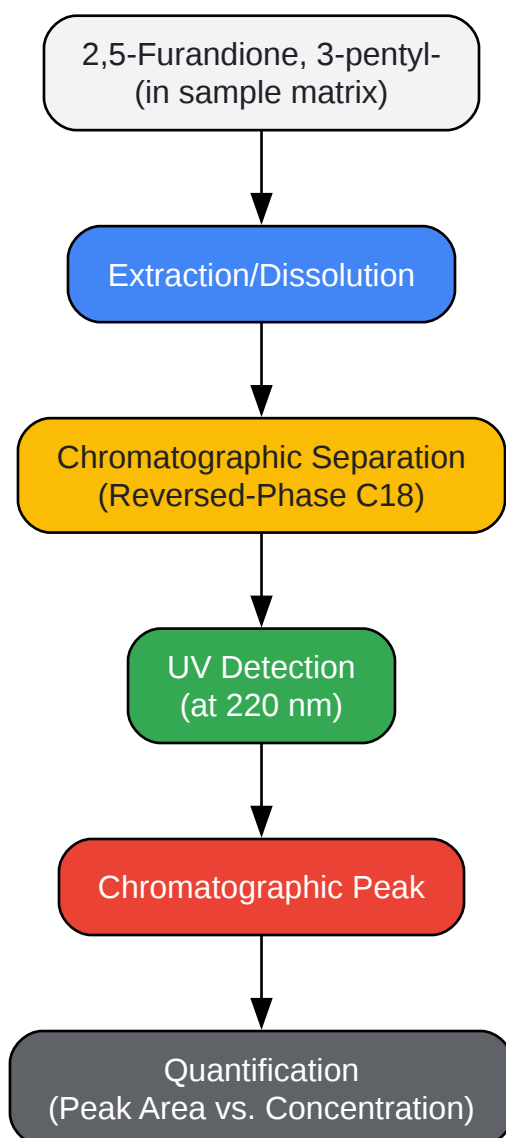 2,5-Furandione, 3-pentyl-
(in sample matrix)
Extraction/Dissolution
Chromatographic Separation
(Reversed-Phase C18)
UV Detection
(at 220 nm)
Chromatographic Peak
Quantification
(Peak Area vs. Concentration)